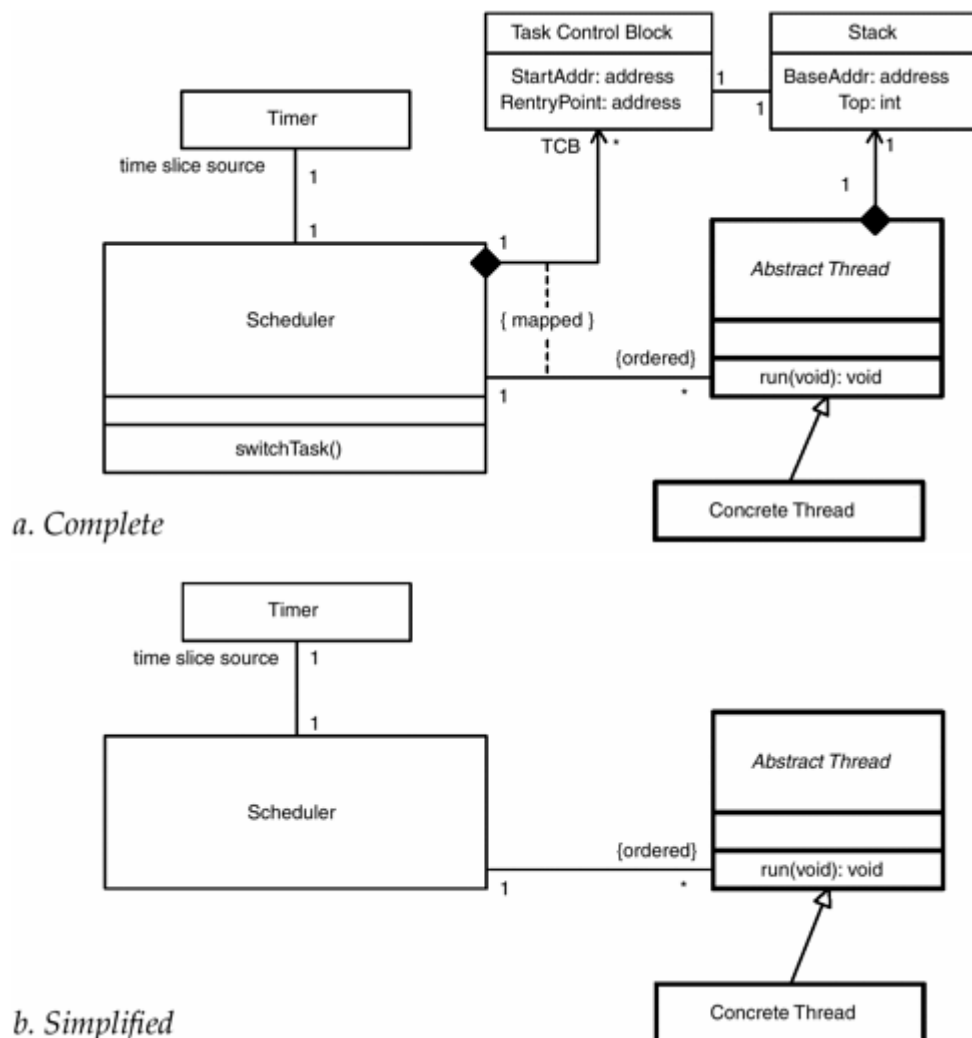 Task Control Block
Stack
StartAddr: address
RentryPoint: address
1
1
BaseAddr: address
Top: int
Timer
time slice source
1
1
TCB
*
1
1
1
Abstract Thread
Scheduler
{ mapped }
{ordered}
1
*
run(void): void
switchTask()
Concrete Thread
a. Complete
Timer
time slice source
1
1
Abstract Thread
Scheduler
{ordered}
1
*
run(void): void
Concrete Thread
b. Simplified